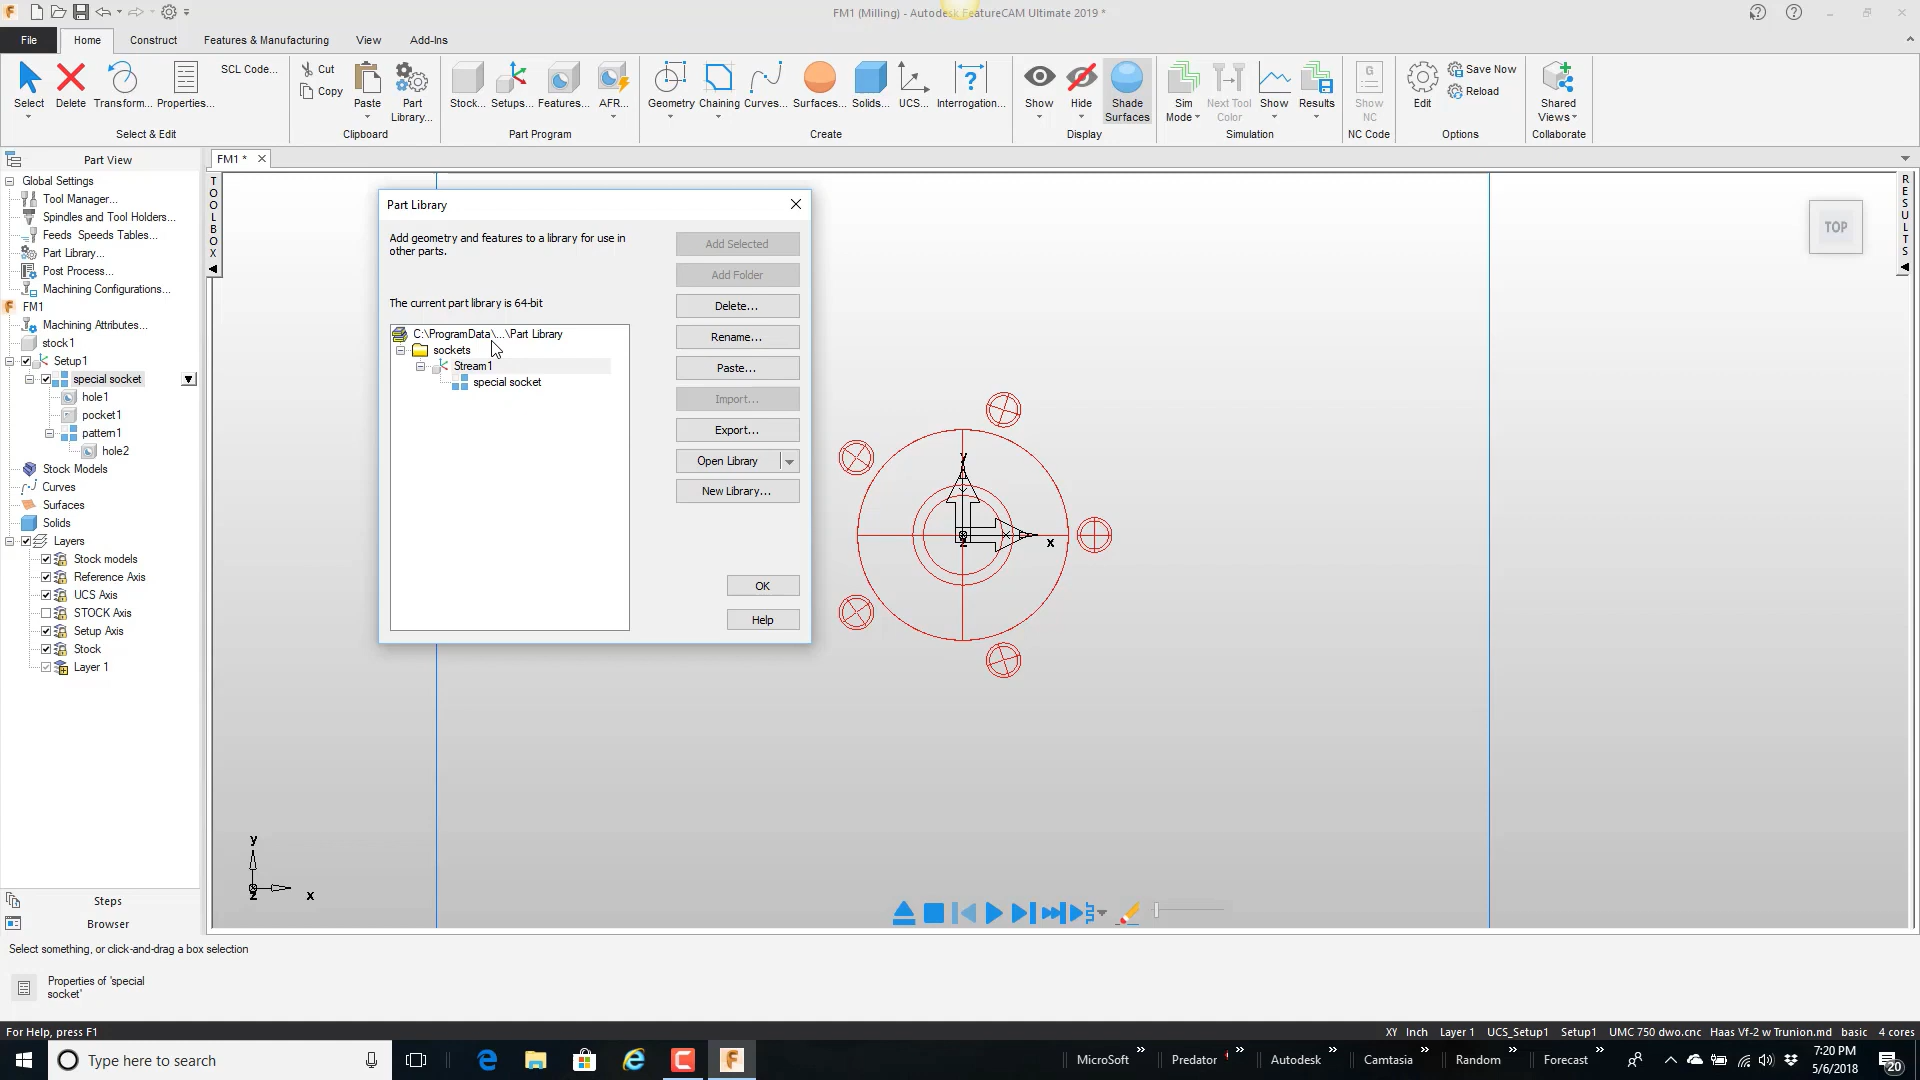 FM1 (Milling) - Autodesk FeatureCAM Ultimate 2019 *
File
Home
Construct
Features & Manufacturing
View
Add-Ins
Select
Delete
Transform...
Properties...
SCL Code...
Select & Edit
Cut
Copy
Paste
Part Library...
Clipboard
Stock...
Setups...
Features...
AFR...
Part Program
Geometry
Chaining
Curves...
Surfaces...
Solids...
UCS...
Interrogation...
Create
Show
Hide
Shade Surfaces
Display
Sim Mode
Next Tool Color
Show
Results
Simulation
Show NC
NC Code
Edit
Save Now
Reload
Options
Shared Views
Collaborate
Part View
Global Settings
Tool Manager...
Spindles and Tool Holders...
Feeds Speeds Tables...
Part Library...
Post Process...
Machining Configurations...
FM1
Machining Attributes...
stock1
Setup1
special socket
hole1
pocket1
pattern1
hole2
Stock Models
Curves
Surfaces
Solids
Layers
Stock models
Reference Axis
UCS Axis
STOCK Axis
Setup Axis
Stock
Layer 1
Steps
Browser
FM1 *
TOOLBOX
RESULTS
TOP
Part Library
Add geometry and features to a library for use in
other parts.
The current part library is 64-bit
C:\ProgramData\...\Part Library
sockets
Stream1
special socket
Add Selected
Add Folder
Delete...
Rename...
Paste...
Import...
Export...
Open Library
New Library...
OK
Help
Y
X
Z
y
x
z
Select something, or click-and-drag a box selection
Properties of 'special
socket'
For Help, press F1
XY Inch Layer 1 UCS_Setup1 Setup1 UMC 750 dwo.cnc Haas Vf-2 w Trunion.md basic 4 cores
Type here to search
MicroSoft
Predator
Autodesk
Camtasia
Random
Forecast
7:20 PM
5/6/2018
20